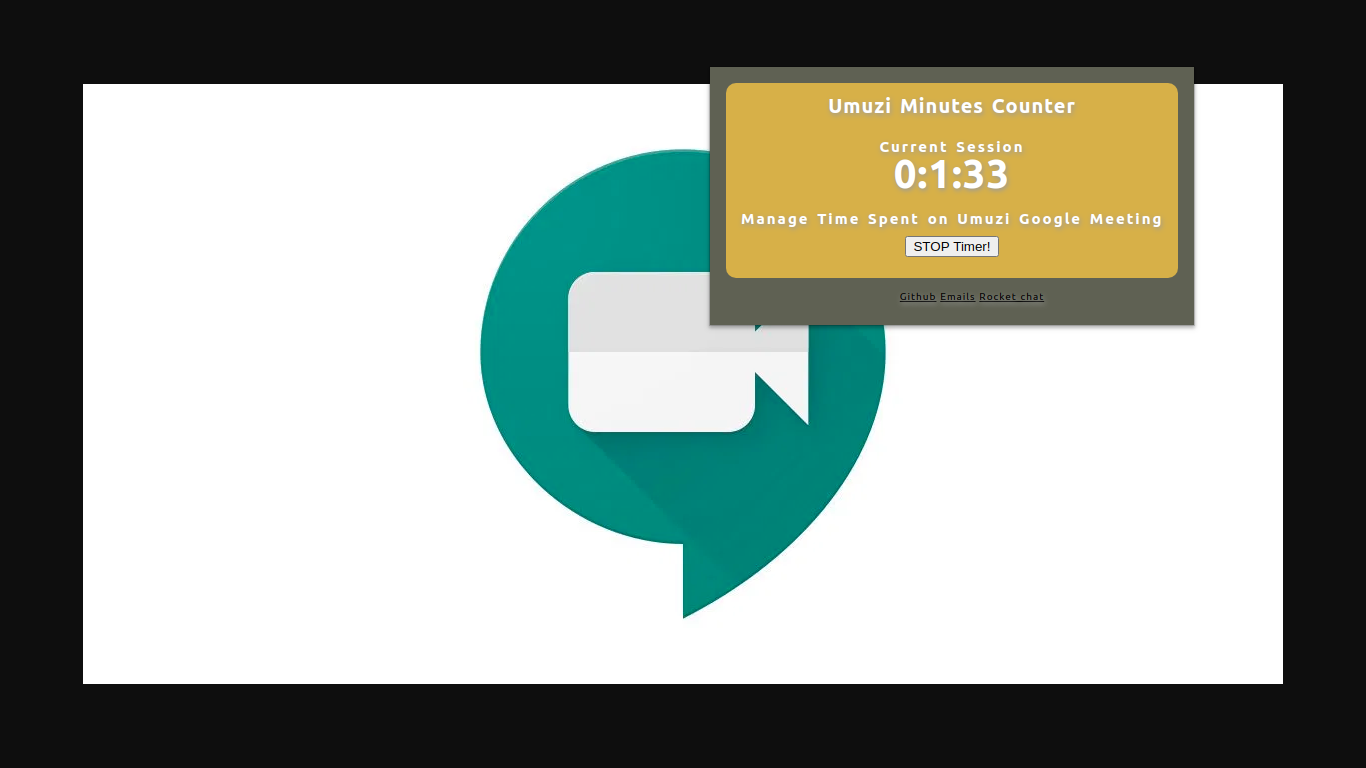 Umuzi Minutes Counter
Current Session
0:1:33
Manage Time Spent on Umuzi Google Meeting
STOP Timer!
Github Emails Rocket chat